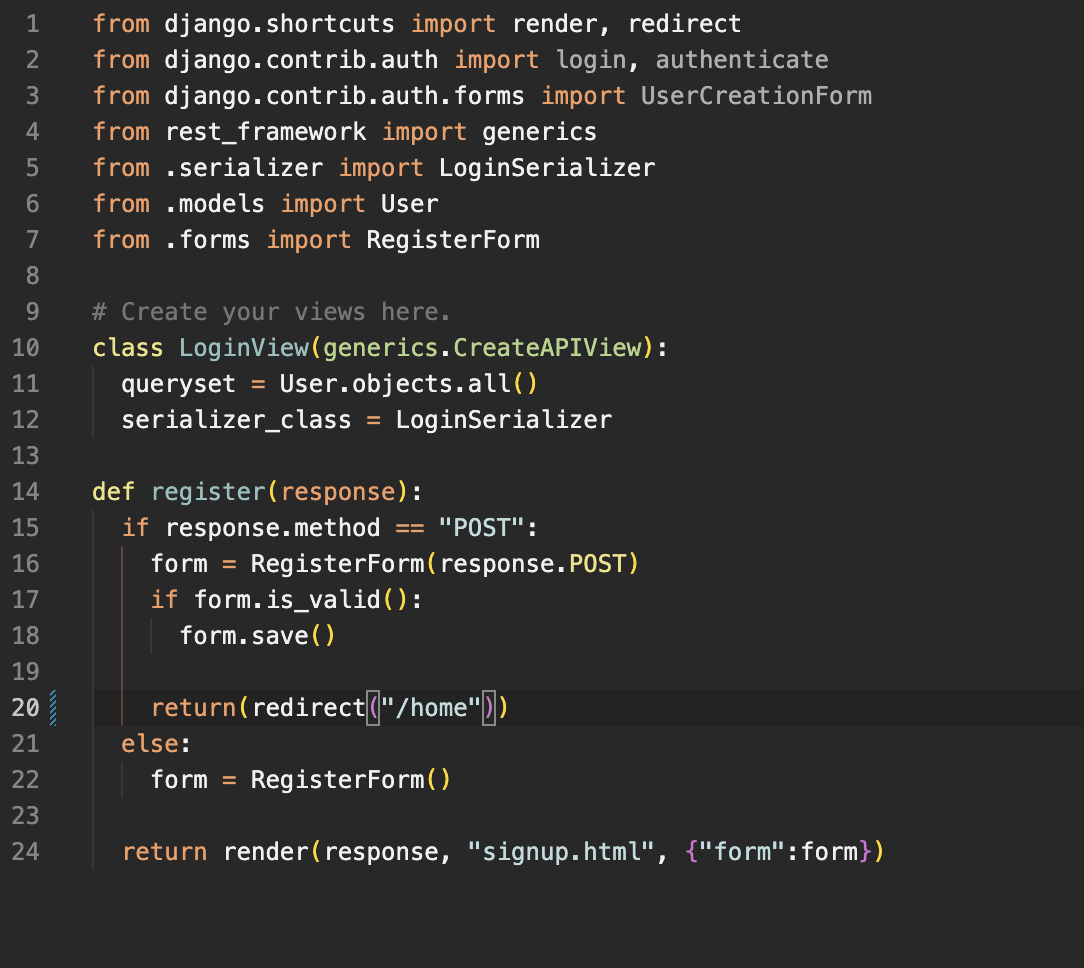 1 from django.shortcuts import render, redirect
2 from django.contrib.auth import login, authenticate
3 from django.contrib.auth.forms import UserCreationForm
4 from rest_framework import generics
5 from .serializer import LoginSerializer
6 from .models import User
7 from .forms import RegisterForm
8
9 # Create your views here.
10 class LoginView(generics.CreateAPIView):
11   queryset = User.objects.all()
12   serializer_class = LoginSerializer
13
14 def register(response):
15   if response.method == "POST":
16     form = RegisterForm(response.POST)
17     if form.is_valid():
18       form.save()
19
20     return(redirect("/home"))
21   else:
22     form = RegisterForm()
23
24   return render(response, "signup.html", {"form":form})